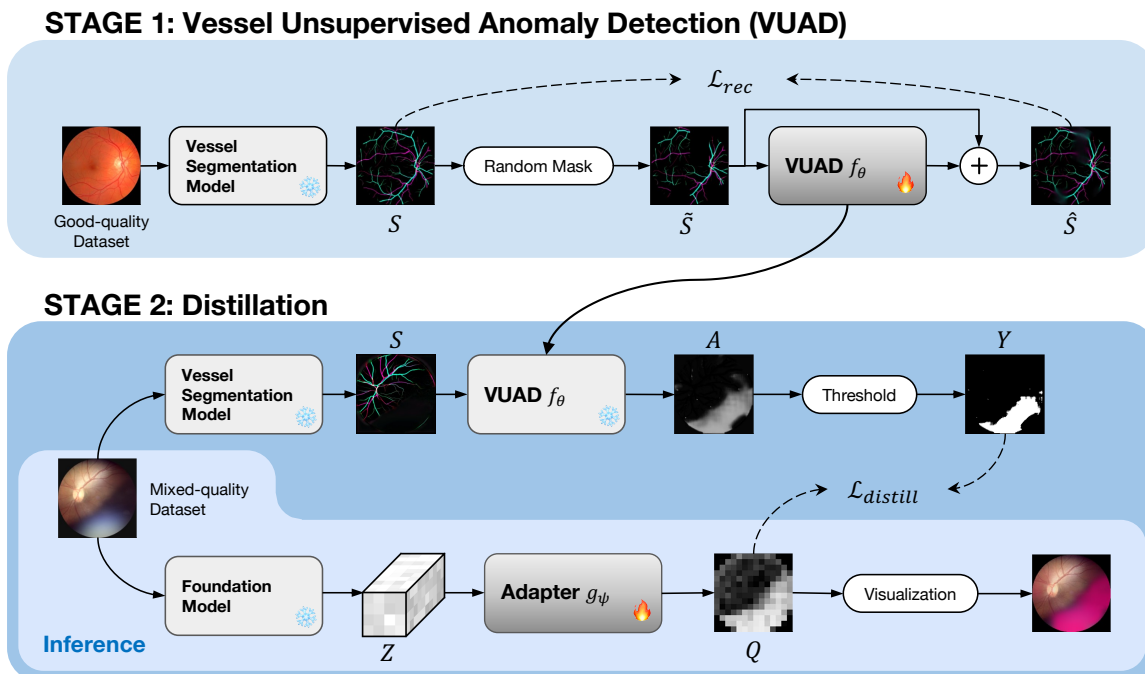 STAGE 1: Vessel Unsupervised Anomaly Detection (VUAD)
ℒ_rec
Vessel
Segmentation
Model
Random Mask
VUAD f_θ
+
Good-quality
Dataset
S
S̃
Ŝ
STAGE 2: Distillation
S
A
Y
Vessel
Segmentation
Model
VUAD f_θ
Threshold
Mixed-quality
Dataset
ℒ_distill
Foundation
Model
Adapter g_ψ
Visualization
Inference
Z
Q